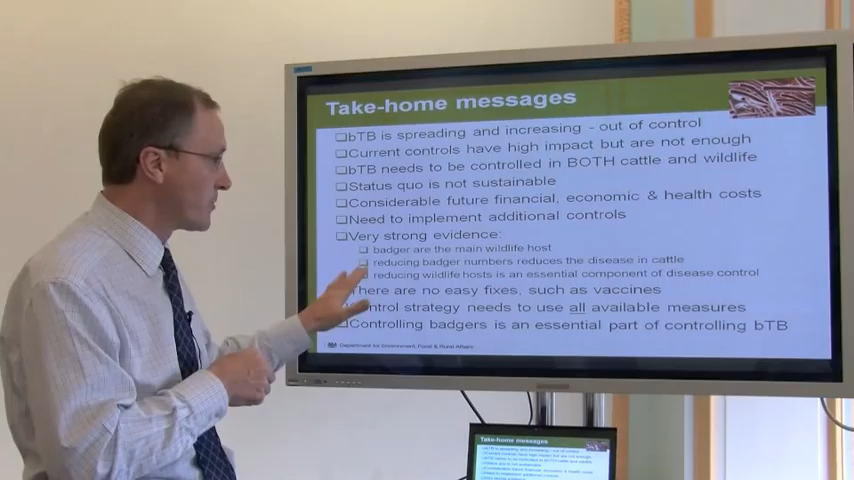 Take-home messages
❑bTB is spreading and increasing - out of control
❑Current controls have high impact but are not enough
❑bTB needs to be controlled in BOTH cattle and wildlife
❑Status quo is not sustainable
❑Considerable future financial, economic & health costs
❑Need to implement additional controls
❑Very strong evidence:
❑ badger are the main wildlife host
❑ reducing badger numbers reduces the disease in cattle
❑ reducing wildlife hosts is an essential component of disease control
There are no easy fixes, such as vaccines
ontrol strategy needs to use all available measures
❑Controlling badgers is an essential part of controlling bTB
Department for Environment, Food & Rural Affairs
Take-home messages